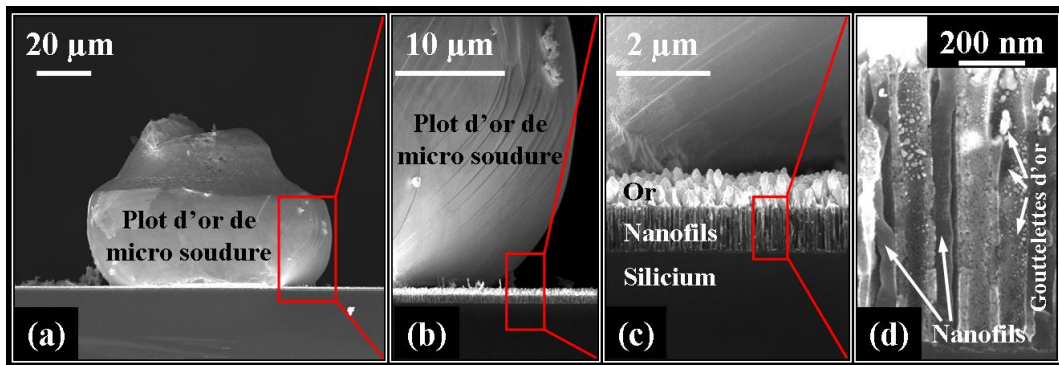 20 µm
Plot d'or de
micro soudure
(a)
10 µm
Plot d'or de
micro soudure
(b)
2 µm
Or
Nanofils
Silicium
(c)
200 nm
Gouttelettes d'or
Nanofils
(d)